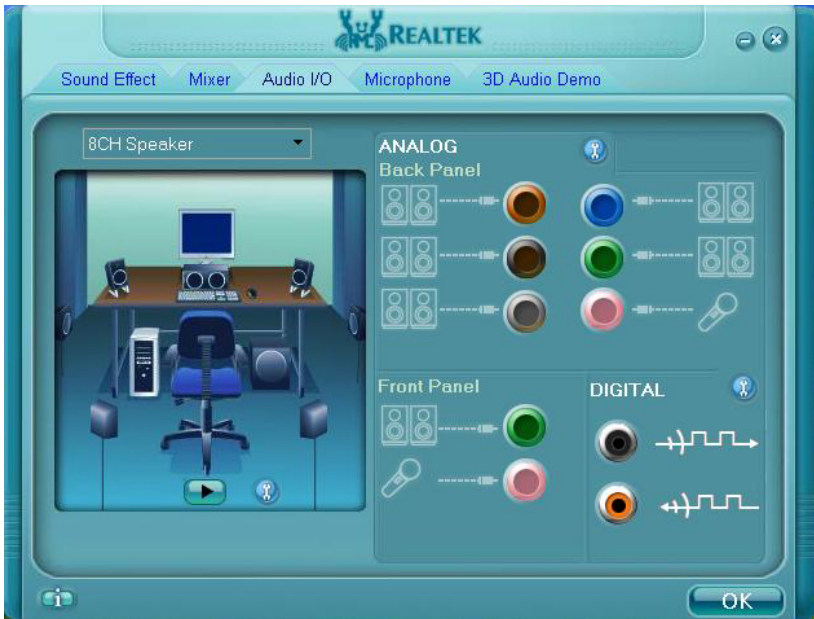 REALTEK
Sound Effect Mixer Audio I/O Microphone 3D Audio Demo
8CH Speaker
ANALOG
Back Panel
Front Panel
DIGITAL
OK